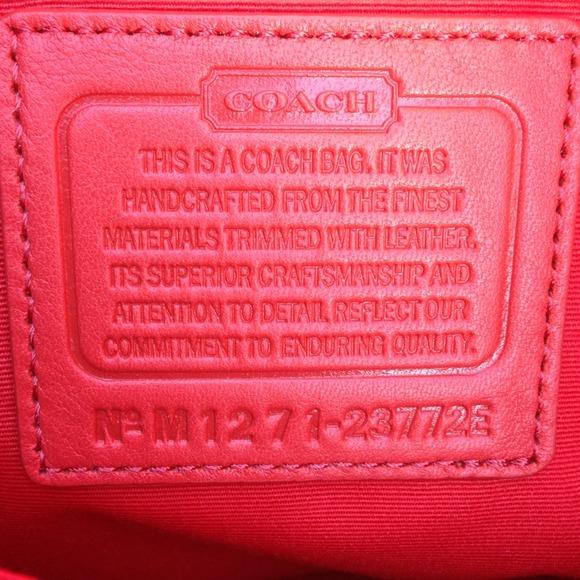 COACH
THIS IS A COACH BAG. IT WAS
HANDCRAFTED FROM THE FINEST
MATERIALS TRIMMED WITH LEATHER.
ITS SUPERIOR CRAFTSMANSHIP AND
ATTENTION TO DETAIL REFLECT OUR
COMMITMENT TO ENDURING QUALITY.
Nº M1271-23772E